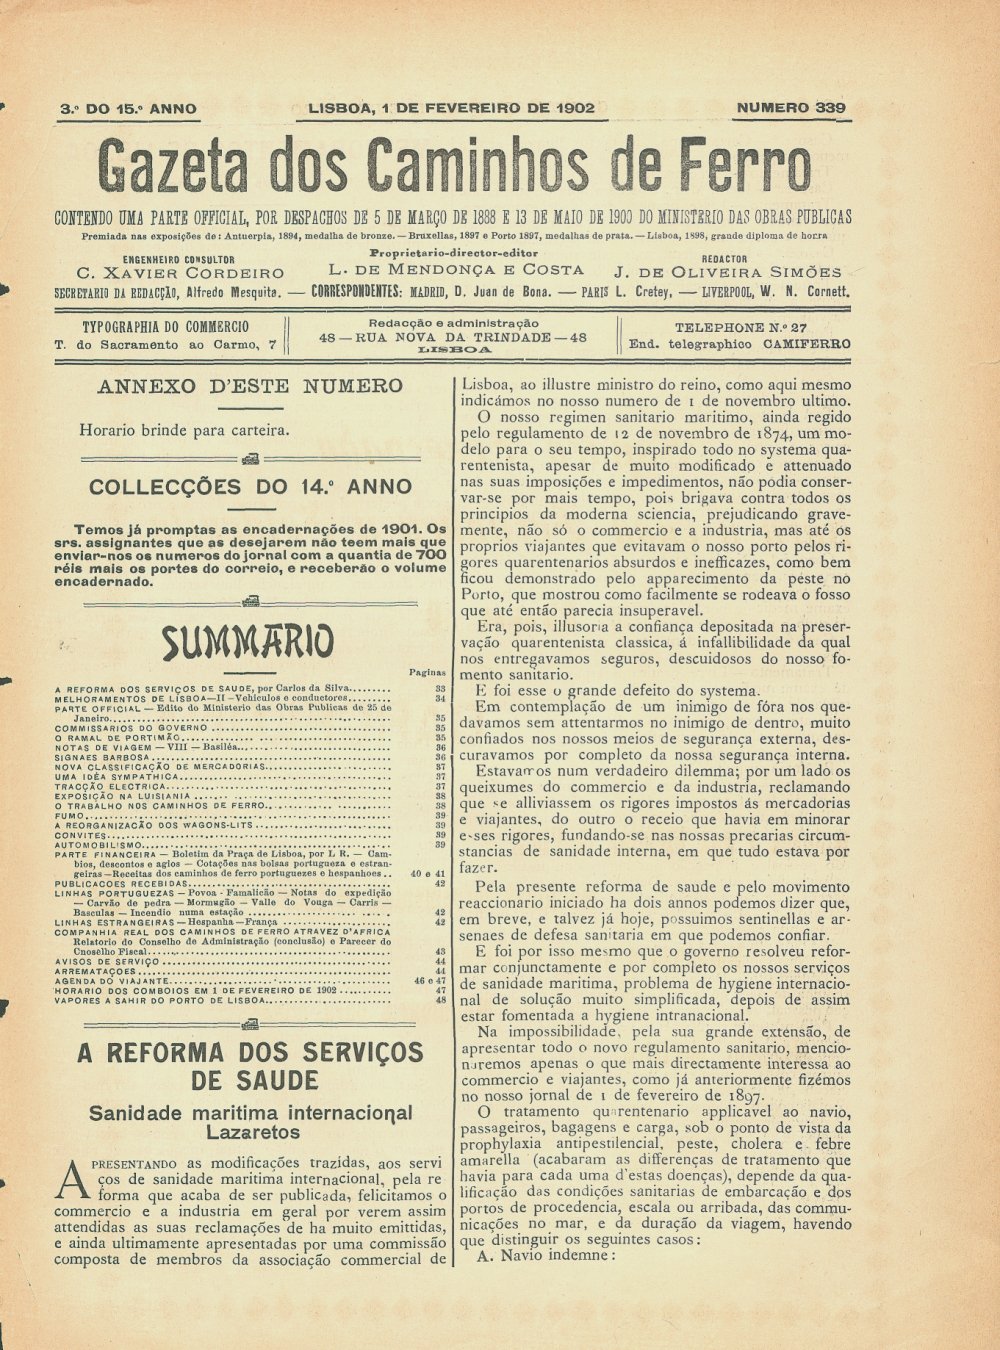 3.º DO 15.º ANNO
LISBOA, 1 DE FEVEREIRO DE 1902
NUMERO 339
Gazeta dos Caminhos de Ferro
CONTENDO UMA PARTE OFFICIAL, POR DESPACHOS DE 5 DE MARÇO DE 1888 E 13 DE MAIO DE 1900 DO MINISTERIO DAS OBRAS PUBLICAS
Premiada nas exposições de: Antuerpia, 1894, medalha de bronze. — Bruxellas, 1897 e Porto 1897, medalhas de prata. — Lisboa, 1898, grande diploma de honra
ENGENHEIRO CONSULTOR
C. XAVIER CORDEIRO
Proprietario-director-editor
L. DE MENDONÇA E COSTA
REDACTOR
J. DE OLIVEIRA SIMÕES
SECRETARIO DA REDACÇÃO, Alfredo Mesquita. — CORRESPONDENTES: MADRID, D. Juan de Bona. — PARIS L. Cretey, — LIVERPOOL, W. N. Cornett.
TYPOGRAPHIA DO COMMERCIO
T. do Sacramento ao Carmo, 7
Redacção e administração
48 — RUA NOVA DA TRINDADE — 48
LISBOA
TELEPHONE N.º 27
End. telegraphico CAMIFERRO
ANNEXO D'ESTE NUMERO
Horario brinde para carteira.
COLLECÇÕES DO 14.º ANNO
Temos já promptas as encadernações de 1901. Os
srs. assignantes que as desejarem não teem mais que
enviar-nos os numeros do jornal com a quantia de 700
réis mais os portes do correio, e receberão o volume
encadernado.
SUMMARIO
Paginas
A REFORMA DOS SERVIÇOS DE SAUDE, por Carlos da Silva........ 33
MELHORAMENTOS DE LISBOA—II—Vehiculos e conductores........ 34
PARTE OFFICIAL — Edito do Ministerio das Obras Publicas de 25 de
Janeiro........ 35
COMMISSARIOS DO GOVERNO ........ 35
O RAMAL DE PORTIMÃO........ 35
NOTAS DE VIAGEM — VIII — Basiléa........ 36
SIGNAES BARBOSA ........ 36
NOVA CLASSIFICAÇÃO DE MERCADORIAS........ 37
UMA IDÉA SYMPATHICA........ 37
TRACÇÃO ELECTRICA........ 37
EXPOSIÇÃO NA LUISIANIA ........ 38
O TRABALHO NOS CAMINHOS DE FERRO........ 38
FUMO........ 39
A REORGANIZAÇÃO DOS WAGONS-LITS ........ 39
CONVITES........ 39
AUTOMOBILISMO........ 39
PARTE FINANCEIRA — Boletim da Praça de Lisboa, por L R. — Cam-
bios, descontos e agios — Cotações nas bolsas portugueza e estran-
geiras —Receitas dos caminhos de ferro portuguezes e hespanhoes.. 40 e 41
PUBLICAÇOES RECEBIDAS........ 42
LINHAS PORTUGUEZAS — Povoa - Famalicão — Notas do expedição
— Carvão de pedra — Mormugão — Valle do Vouga — Carris —
Basculas — Incendio numa estação ........ 42
LINHAS ESTRANGEIRAS — Hespanha — França ........ 42
COMPANHIA REAL DOS CAMINHOS DE FERRO ATRAVEZ D'AFRICA
Relatorio do Conselho de Administração (conclusão) e Parecer do
Cnoselho Fiscal........ 43
AVISOS DE SERVIÇO ........ 44
ARREMATAÇOES........ 44
AGENDA DO VIAJANTE........ 46 e 47
HORARIO DOS COMBOIOS EM 1 DE FEVEREIRO DE 1902 ........ 47
VAPORES A SAHIR DO PORTO DE LISBOA........ 48
A REFORMA DOS SERVIÇOS
DE SAUDE
Sanidade maritima internacional
Lazaretos
APRESENTANDO as modificações trazidas, aos servi
ços de sanidade maritima internacional, pela re
forma que acaba de ser publicada, felicitamos o
commercio e a industria em geral por verem assim
attendidas as suas reclamações de ha muito emittidas,
e ainda ultimamente apresentadas por uma commissão
composta de membros da associação commercial de
Lisboa, ao illustre ministro do reino, como aqui mesmo
indicámos no nosso numero de 1 de novembro ultimo.
O nosso regimen sanitario maritimo, ainda regido
pelo regulamento de 12 de novembro de 1874, um mo-
delo para o seu tempo, inspirado todo no systema qua-
rentenista, apesar de muito modificado e attenuado
nas suas imposições e impedimentos, não podia conser-
var-se por mais tempo, pois brigava contra todos os
principios da moderna sciencia, prejudicando grave-
mente, não só o commercio e a industria, mas até os
proprios viajantes que evitavam o nosso porto pelos ri-
gores quarentenarios absurdos e inefficazes, como bem
ficou demonstrado pelo apparecimento da peste no
Porto, que mostrou como facilmente se rodeava o fosso
que até então parecia insuperavel.
Era, pois, illusoria a confiança depositada na preser-
vação quarentenista classica, á infallibilidade da qual
nos entregavamos seguros, descuidosos do nosso fo-
mento sanitario.
E foi esse o grande defeito do systema.
Em contemplação de um inimigo de fóra nos que-
davamos sem attentarmos no inimigo de dentro, muito
confiados nos nossos meios de segurança externa, des-
curavamos por completo da nossa segurança interna.
Estavamos num verdadeiro dilemma; por um lado os
queixumes do commercio e da industria, reclamando
que se alliviassem os rigores impostos ás mercadorias
e viajantes, do outro o receio que havia em minorar
esses rigores, fundando-se nas nossas precarias circum-
stancias de sanidade interna, em que tudo estava por
fazer.
Pela presente reforma de saude e pelo movimento
reaccionario iniciado ha dois annos podemos dizer que,
em breve, e talvez já hoje, possuimos sentinellas e ar-
senaes de defesa sanitaria em que podemos confiar.
E foi por isso mesmo que o governo resolveu refor-
mar conjunctamente e por completo os nossos serviços
de sanidade maritima, problema de hygiene internacio-
nal de solução muito simplificada, depois de assim
estar fomentada a hygiene intranacional.
Na impossibilidade, pela sua grande extensão, de
apresentar todo o novo regulamento sanitario, mencio-
naremos apenas o que mais directamente interessa ao
commercio e viajantes, como já anteriormente fizémos
no nosso jornal de 1 de fevereiro de 1897.
O tratamento quarentenario applicavel ao navio,
passageiros, bagagens e carga, sob o ponto de vista da
prophylaxia antipestilencial, peste, cholera e febre
amarella (acabaram as differenças de tratamento que
havia para cada uma d'estas doenças), depende da qua-
lificação das condições sanitarias de embarcação e dos
portos de procedencia, escala ou arribada, das commu-
nicações no mar, e da duração da viagem, havendo
que distinguir os seguintes casos:
A. Navio indemne: